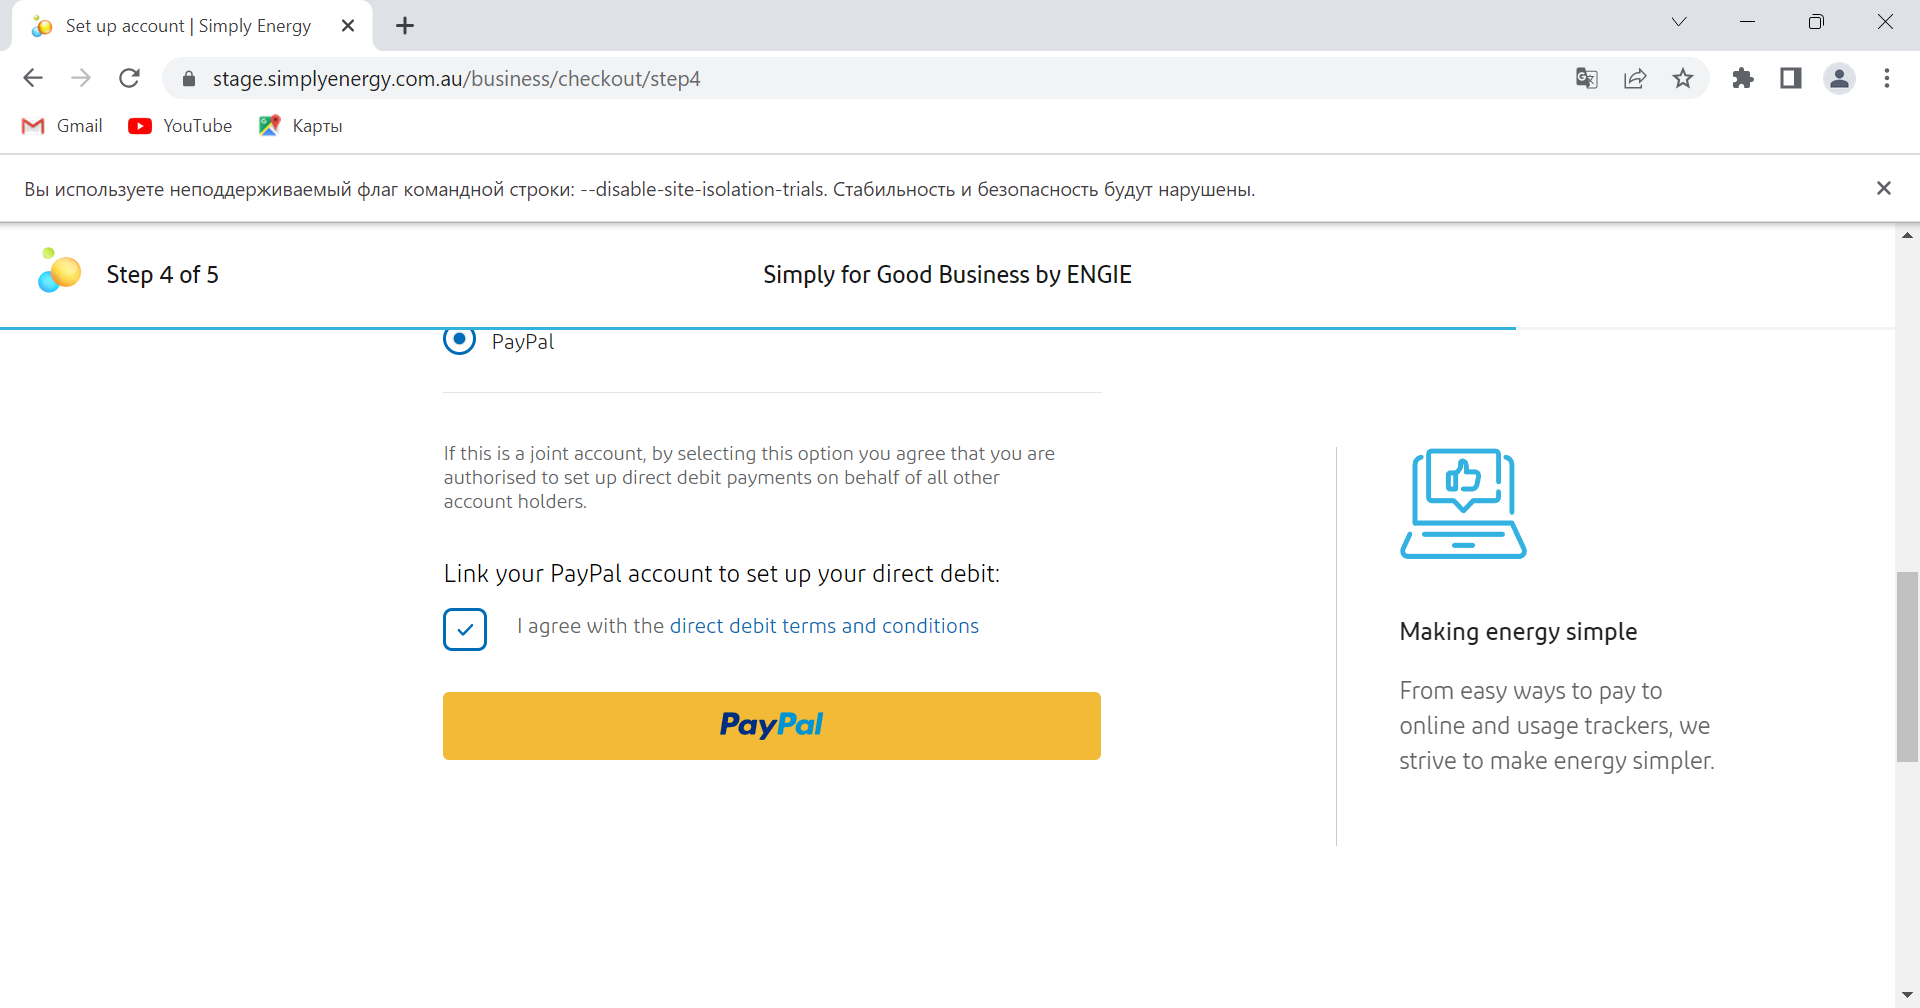 Set up account | Simply Energy
stage.simplyenergy.com.au/business/checkout/step4
Gmail YouTube Карты
Вы используете неподдерживаемый флаг командной строки: --disable-site-isolation-trials. Стабильность и безопасность будут нарушены.
Step 4 of 5
Simply for Good Business by ENGIE
PayPal
If this is a joint account, by selecting this option you agree that you are
authorised to set up direct debit payments on behalf of all other
account holders.
Link your PayPal account to set up your direct debit:
I agree with the direct debit terms and conditions
PayPal
Making energy simple
From easy ways to pay to
online and usage trackers, we
strive to make energy simpler.